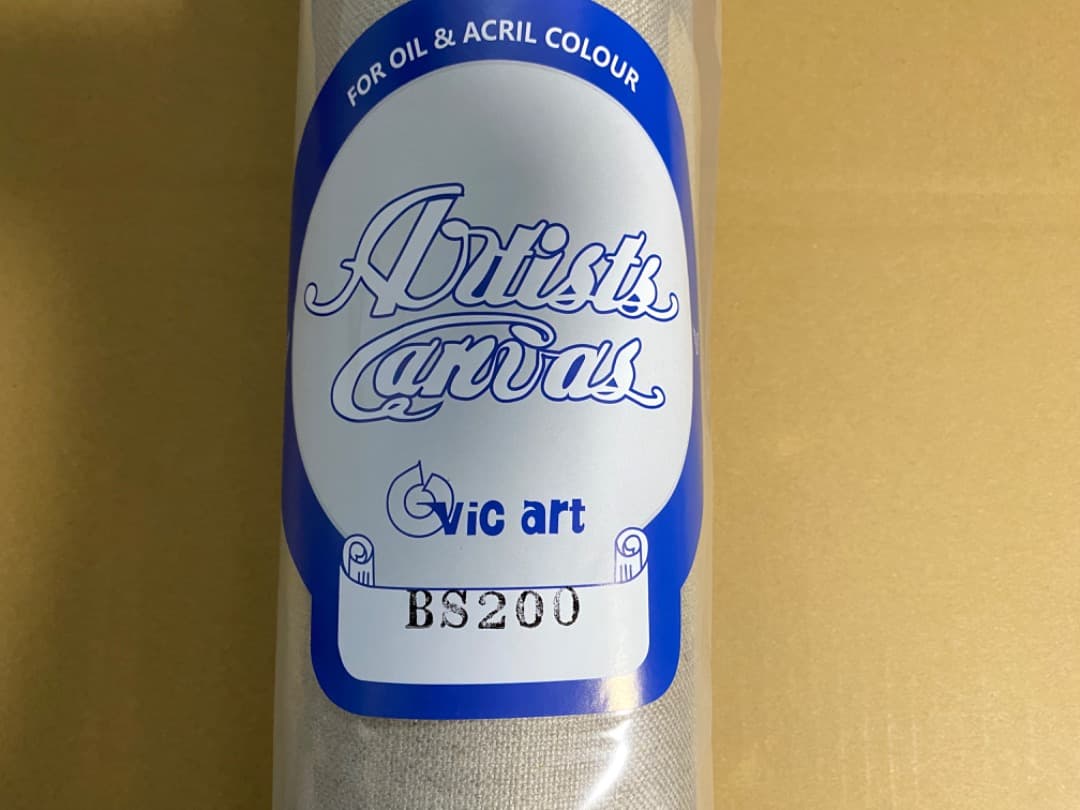 FOR OIL & ACRIL COLOUR
Artists
Canvas
vic art
BS200